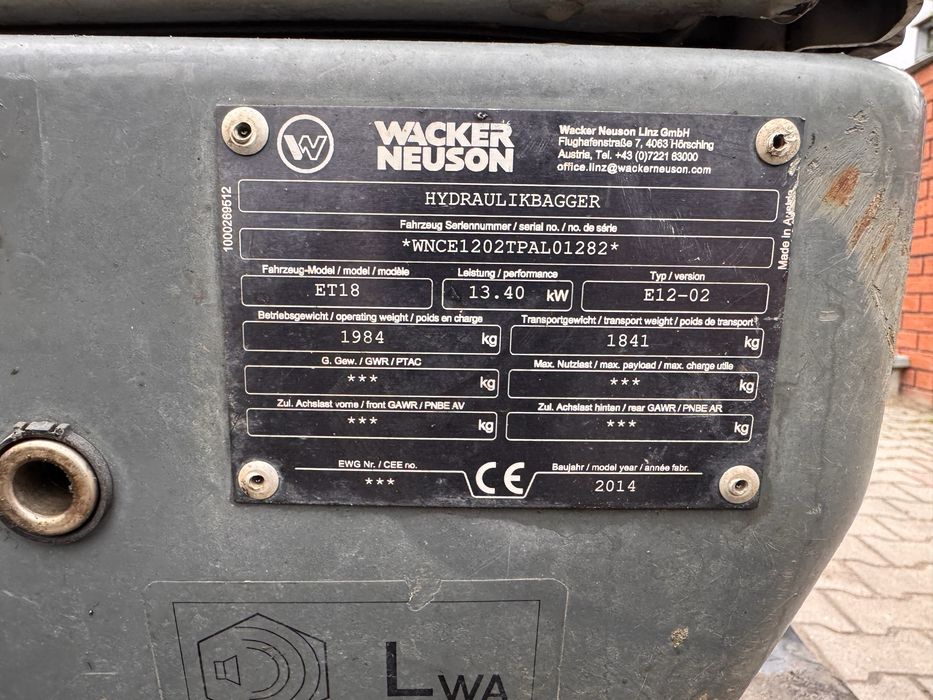 WACKER
NEUSON
Wacker Neuson Linz GmbH
Flughafenstraße 7, 4063 Hörsching
Austria, Tel. +43 (0)7221 63000
office.linz@wackerneuson.com
HYDRAULIKBAGGER
Fahrzeug Seriennummer / serial no. / no. de série
*WNCE1202TPAL01282*
Fahrzeug-Model / model / modèle
ET18
Leistung / performance
13.40 kW
Typ / version
E12-02
Betriebsgewicht / operating weight / poids en charge
1984 kg
Transportgewicht / transport weight / poids de transport
1841 kg
G. Gew. / GWR / PTAC
*** kg
Max. Nutzlast / max. payload / max. charge utile
*** kg
Zul. Achslast vorne / front GAWR / PNBE AV
*** kg
Zul. Achslast hinten / rear GAWR / PNBE AR
*** kg
EWG Nr. / CEE no.
***
CE
Baujahr / model year / année fabr.
2014
1000269512
Made in Austria
LWA